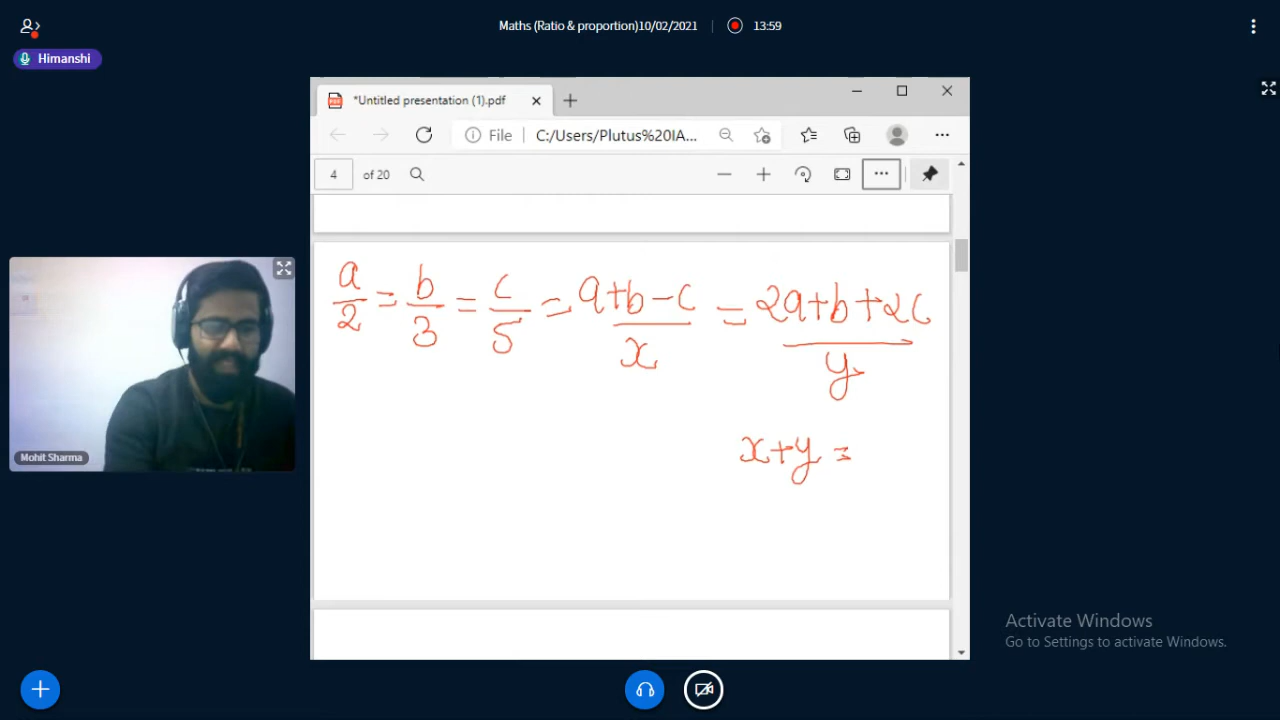 Maths (Ratio & proportion)10/02/2021 13:59
Himanshi
*Untitled presentation (1).pdf
File C:/Users/Plutus%20IA...
4 of 20
a/2 = b/3 = c/5 = a+b-c/x = 2a+b+2c/y
x+y =
Mohit Sharma
Activate Windows
Go to Settings to activate Windows.